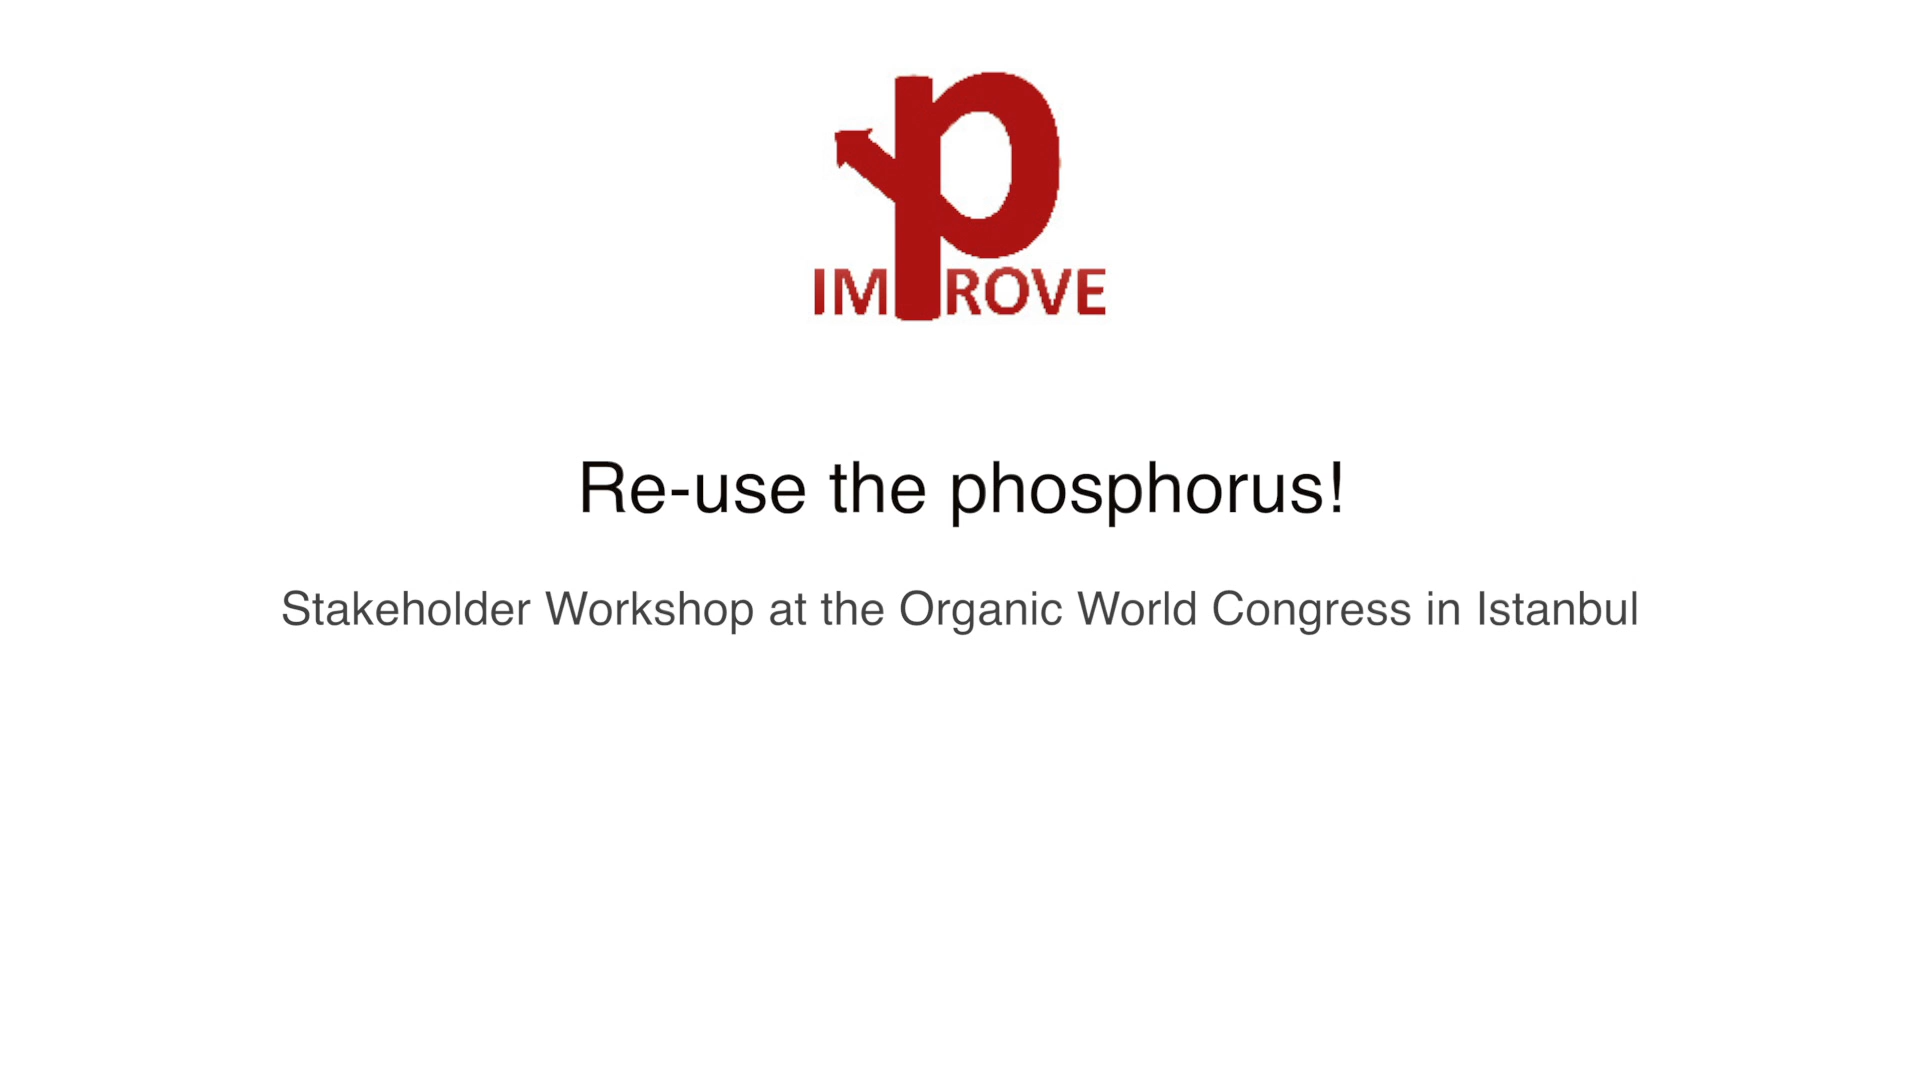 IMPROVE
Re-use the phosphorus!
Stakeholder Workshop at the Organic World Congress in Istanbul